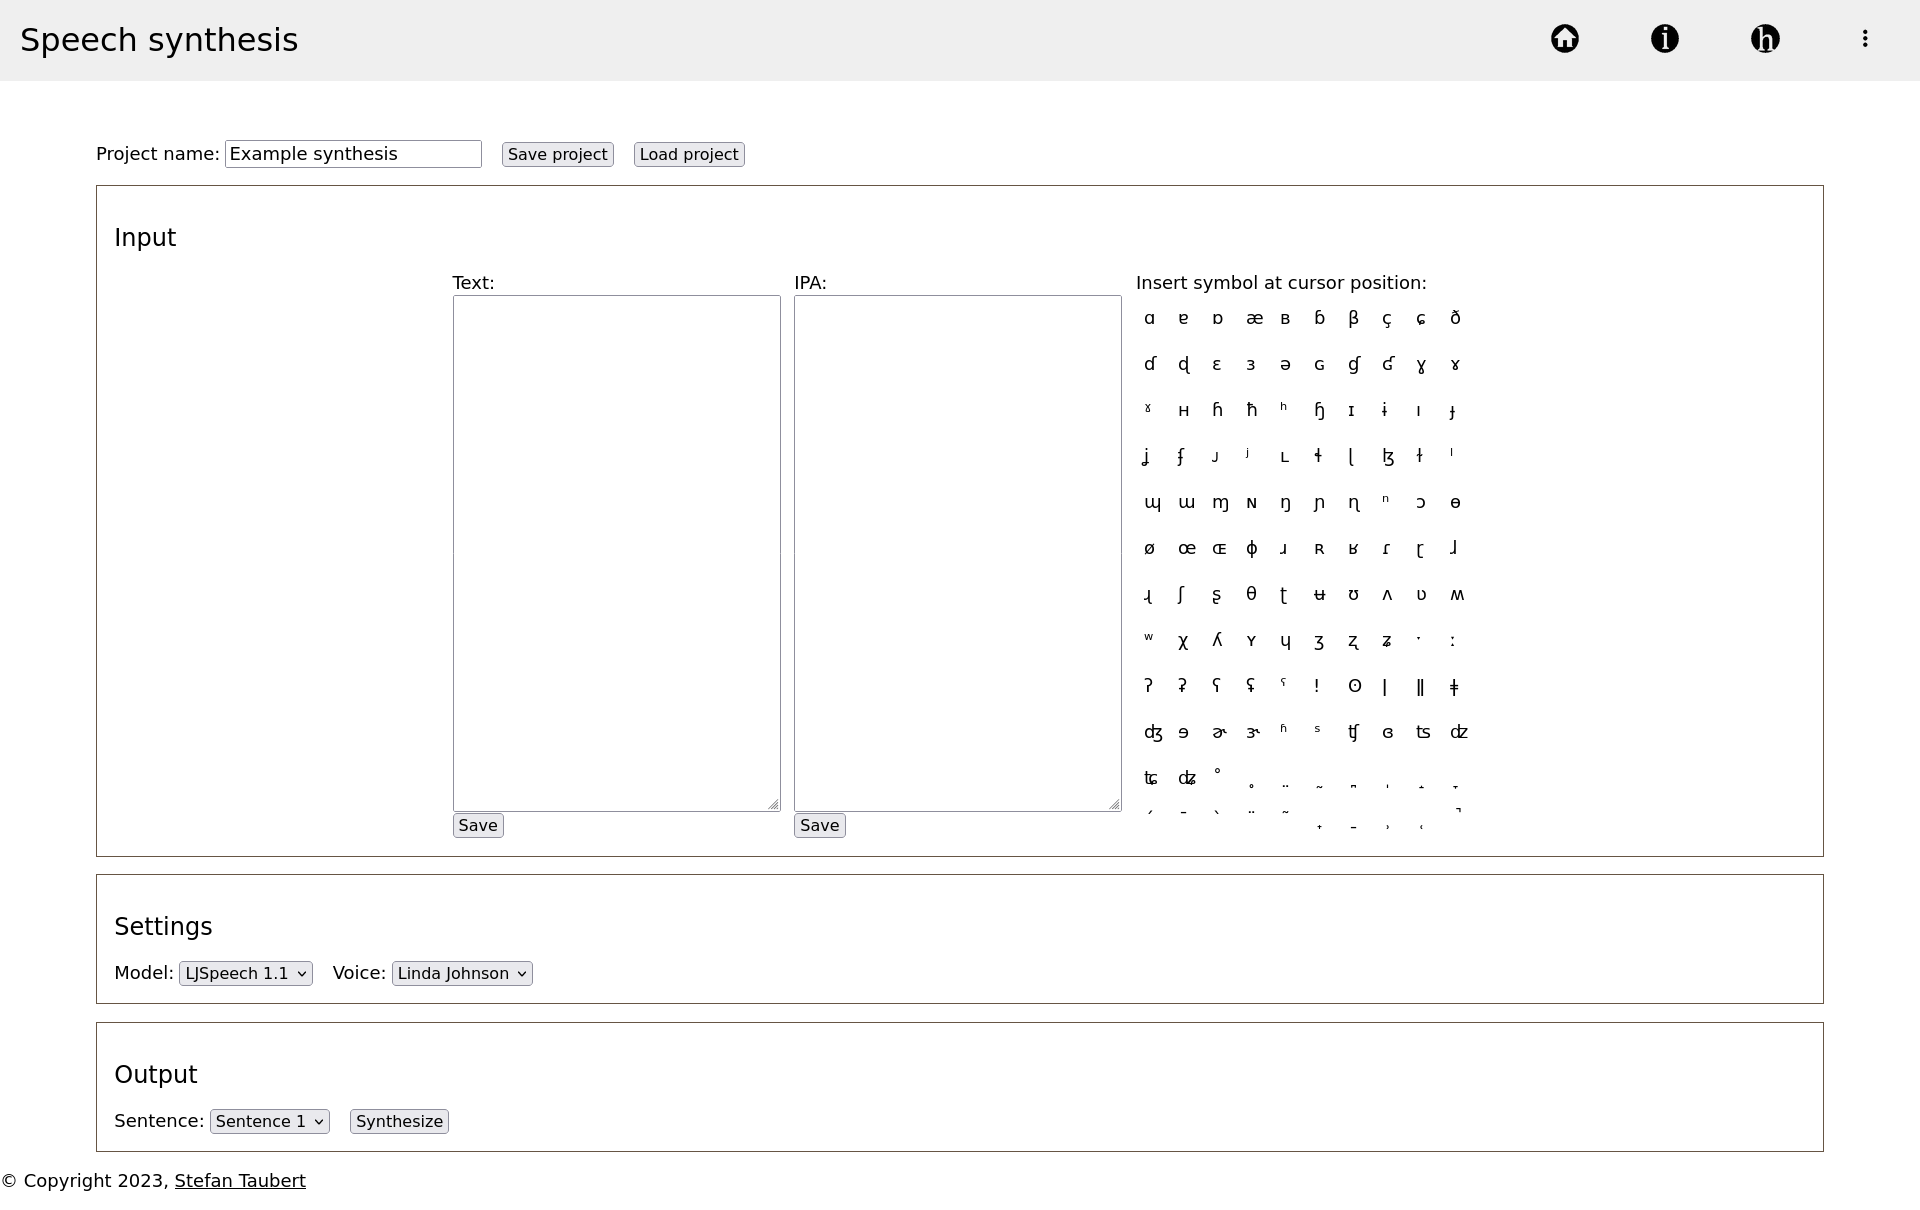 Speech synthesis
Project name: Example synthesis Save project Load project
Input
Text: IPA: Insert symbol at cursor position:
ɑ ɐ ɒ æ ʙ ɓ β ç ɕ ð
ɗ ɖ ɛ ɜ ə ɢ ɠ ʛ ɣ ɤ
ˠ ʜ ɦ ħ ʰ ɧ ɪ ɨ ı ɟ
ʝ ʄ ᴊ ʲ ʟ ɬ ɭ ɮ ɫ ˡ
ɰ ɯ ɱ ɴ ŋ ɲ ɳ ⁿ ɔ ɵ
ø œ ɶ ɸ ɹ ʀ ʁ ɾ ɽ ɺ
ɻ ʃ ʂ θ ʈ ʉ ʊ ʌ ʋ ʍ
ʷ χ ʎ ʏ ɥ ʒ ʐ ʑ ˑ ː
ʔ ʡ ʕ ʢ ˤ ! ʘ ǀ ǁ ǂ
ʤ ɘ ɚ ɝ ʱ ˢ ʧ ɞ ʦ ʣ
ʨ ʥ
Save Save
Settings
Model: LJSpeech 1.1 Voice: Linda Johnson
Output
Sentence: Sentence 1 Synthesize
© Copyright 2023, Stefan Taubert